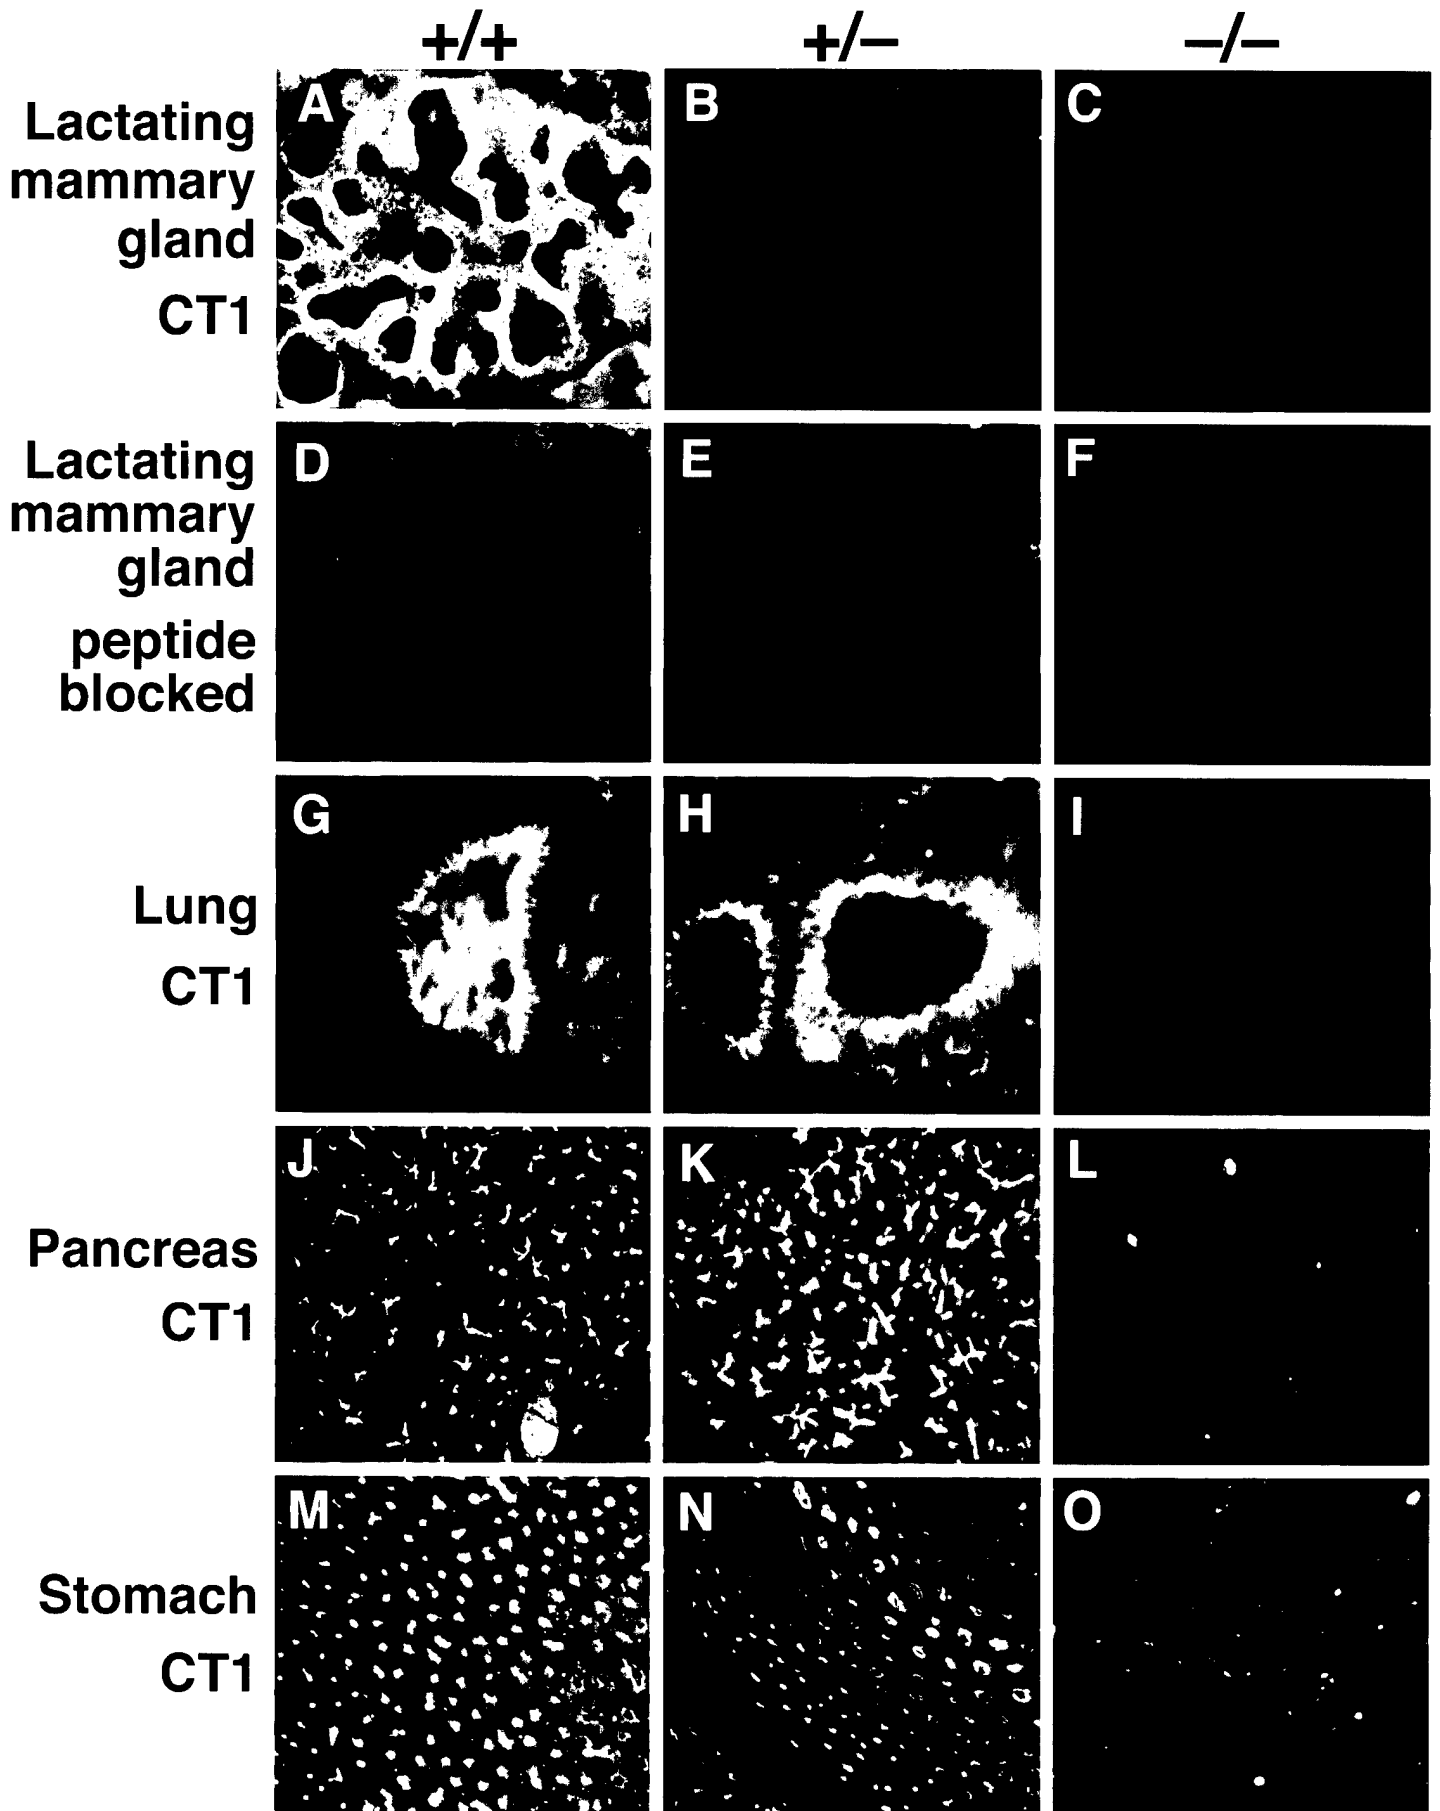 +/+ +/– –/–
A B C
Lactating
mammary
gland
CT1
D E F
Lactating
mammary
gland
peptide
blocked
G H I
Lung
CT1
J K L
Pancreas
CT1
M N O
Stomach
CT1